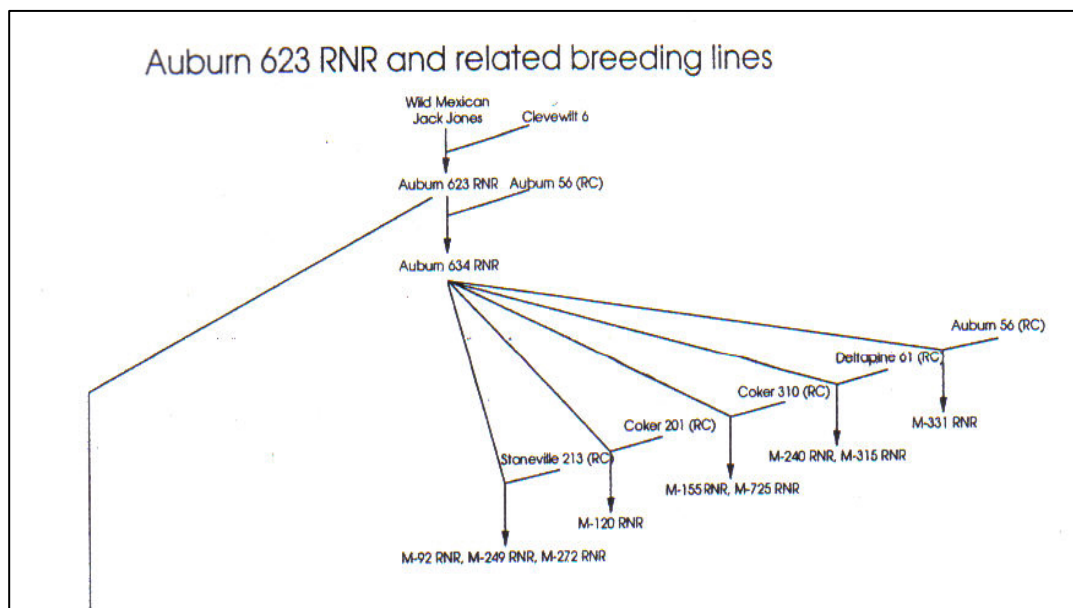 Auburn 623 RNR and related breeding lines
Wild Mexican
Jack Jones
Clevewilt 6
Auburn 623 RNR
Auburn 56 (RC)
Auburn 634 RNR
Auburn 56 (RC)
Deltapine 61 (RC)
Coker 310 (RC)
M-331 RNR
Coker 201 (RC)
M-240 RNR, M-315 RNR
Stoneville 213 (RC)
M-155 RNR, M-725 RNR
M-120 RNR
M-92 RNR, M-249 RNR, M-272 RNR